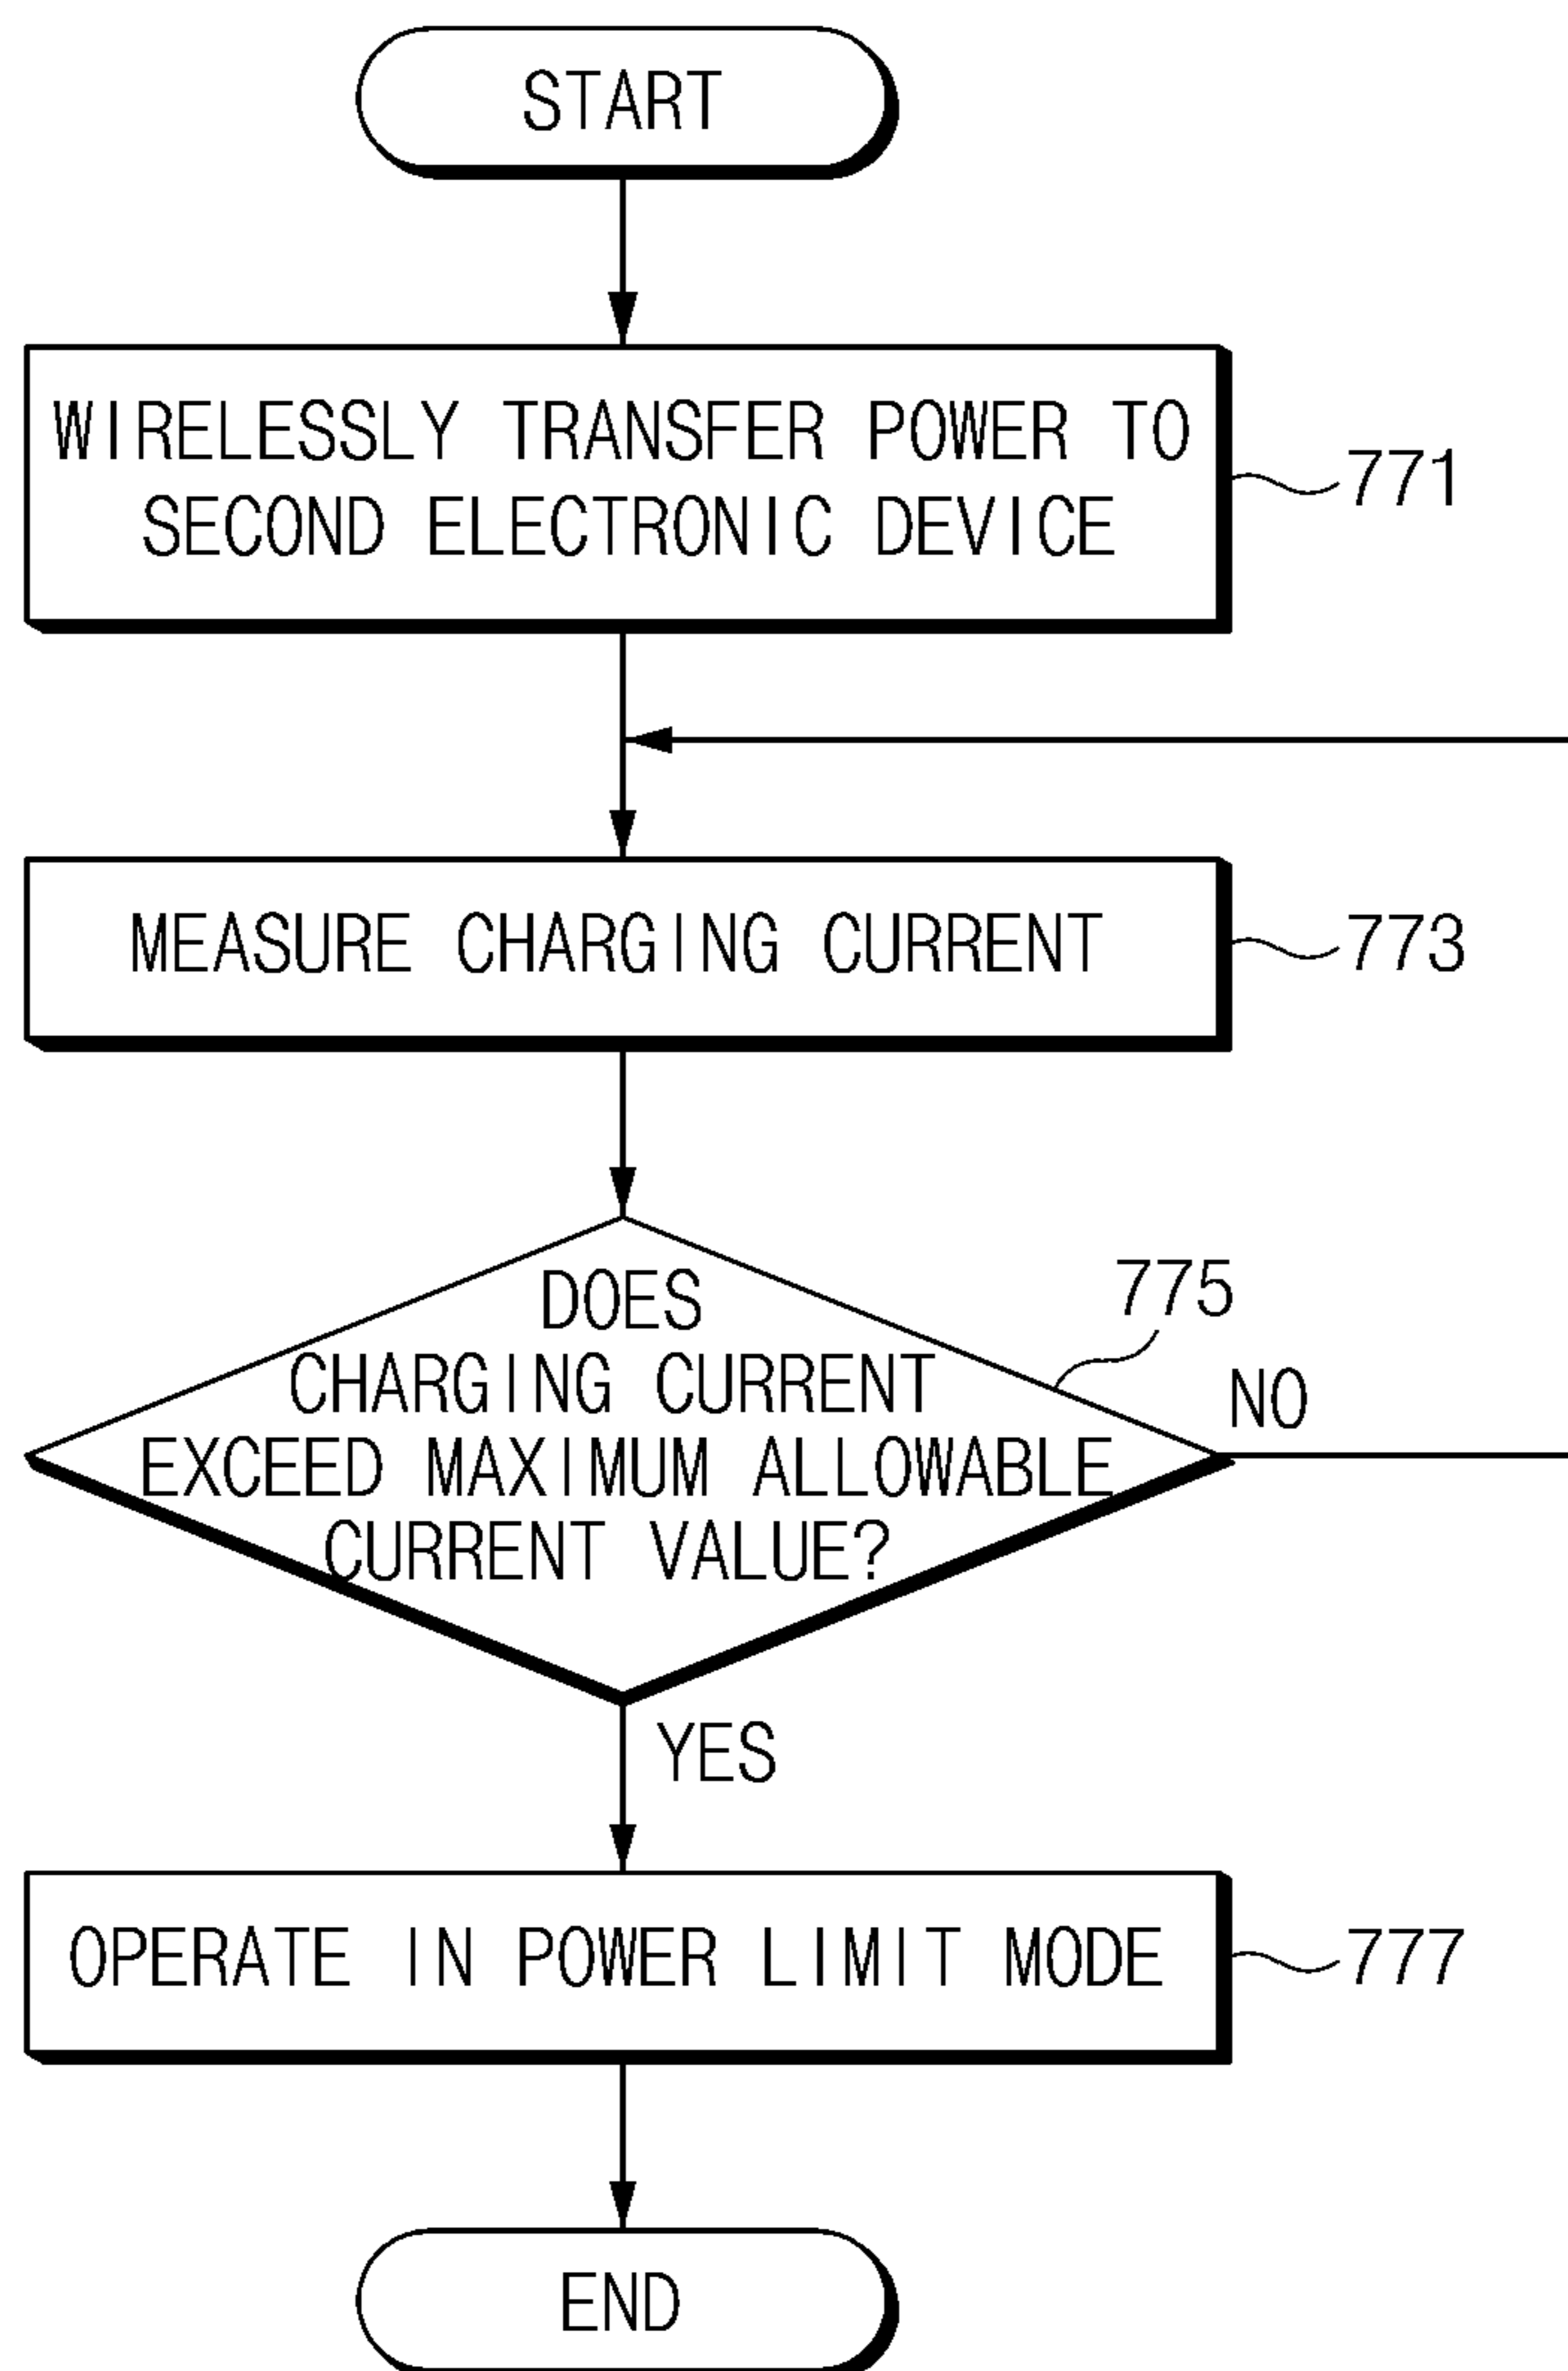 START
WIRELESSLY TRANSFER POWER TO
SECOND ELECTRONIC DEVICE
771
MEASURE CHARGING CURRENT
773
DOES
CHARGING CURRENT
EXCEED MAXIMUM ALLOWABLE
CURRENT VALUE?
775
NO
YES
OPERATE IN POWER LIMIT MODE
777
END